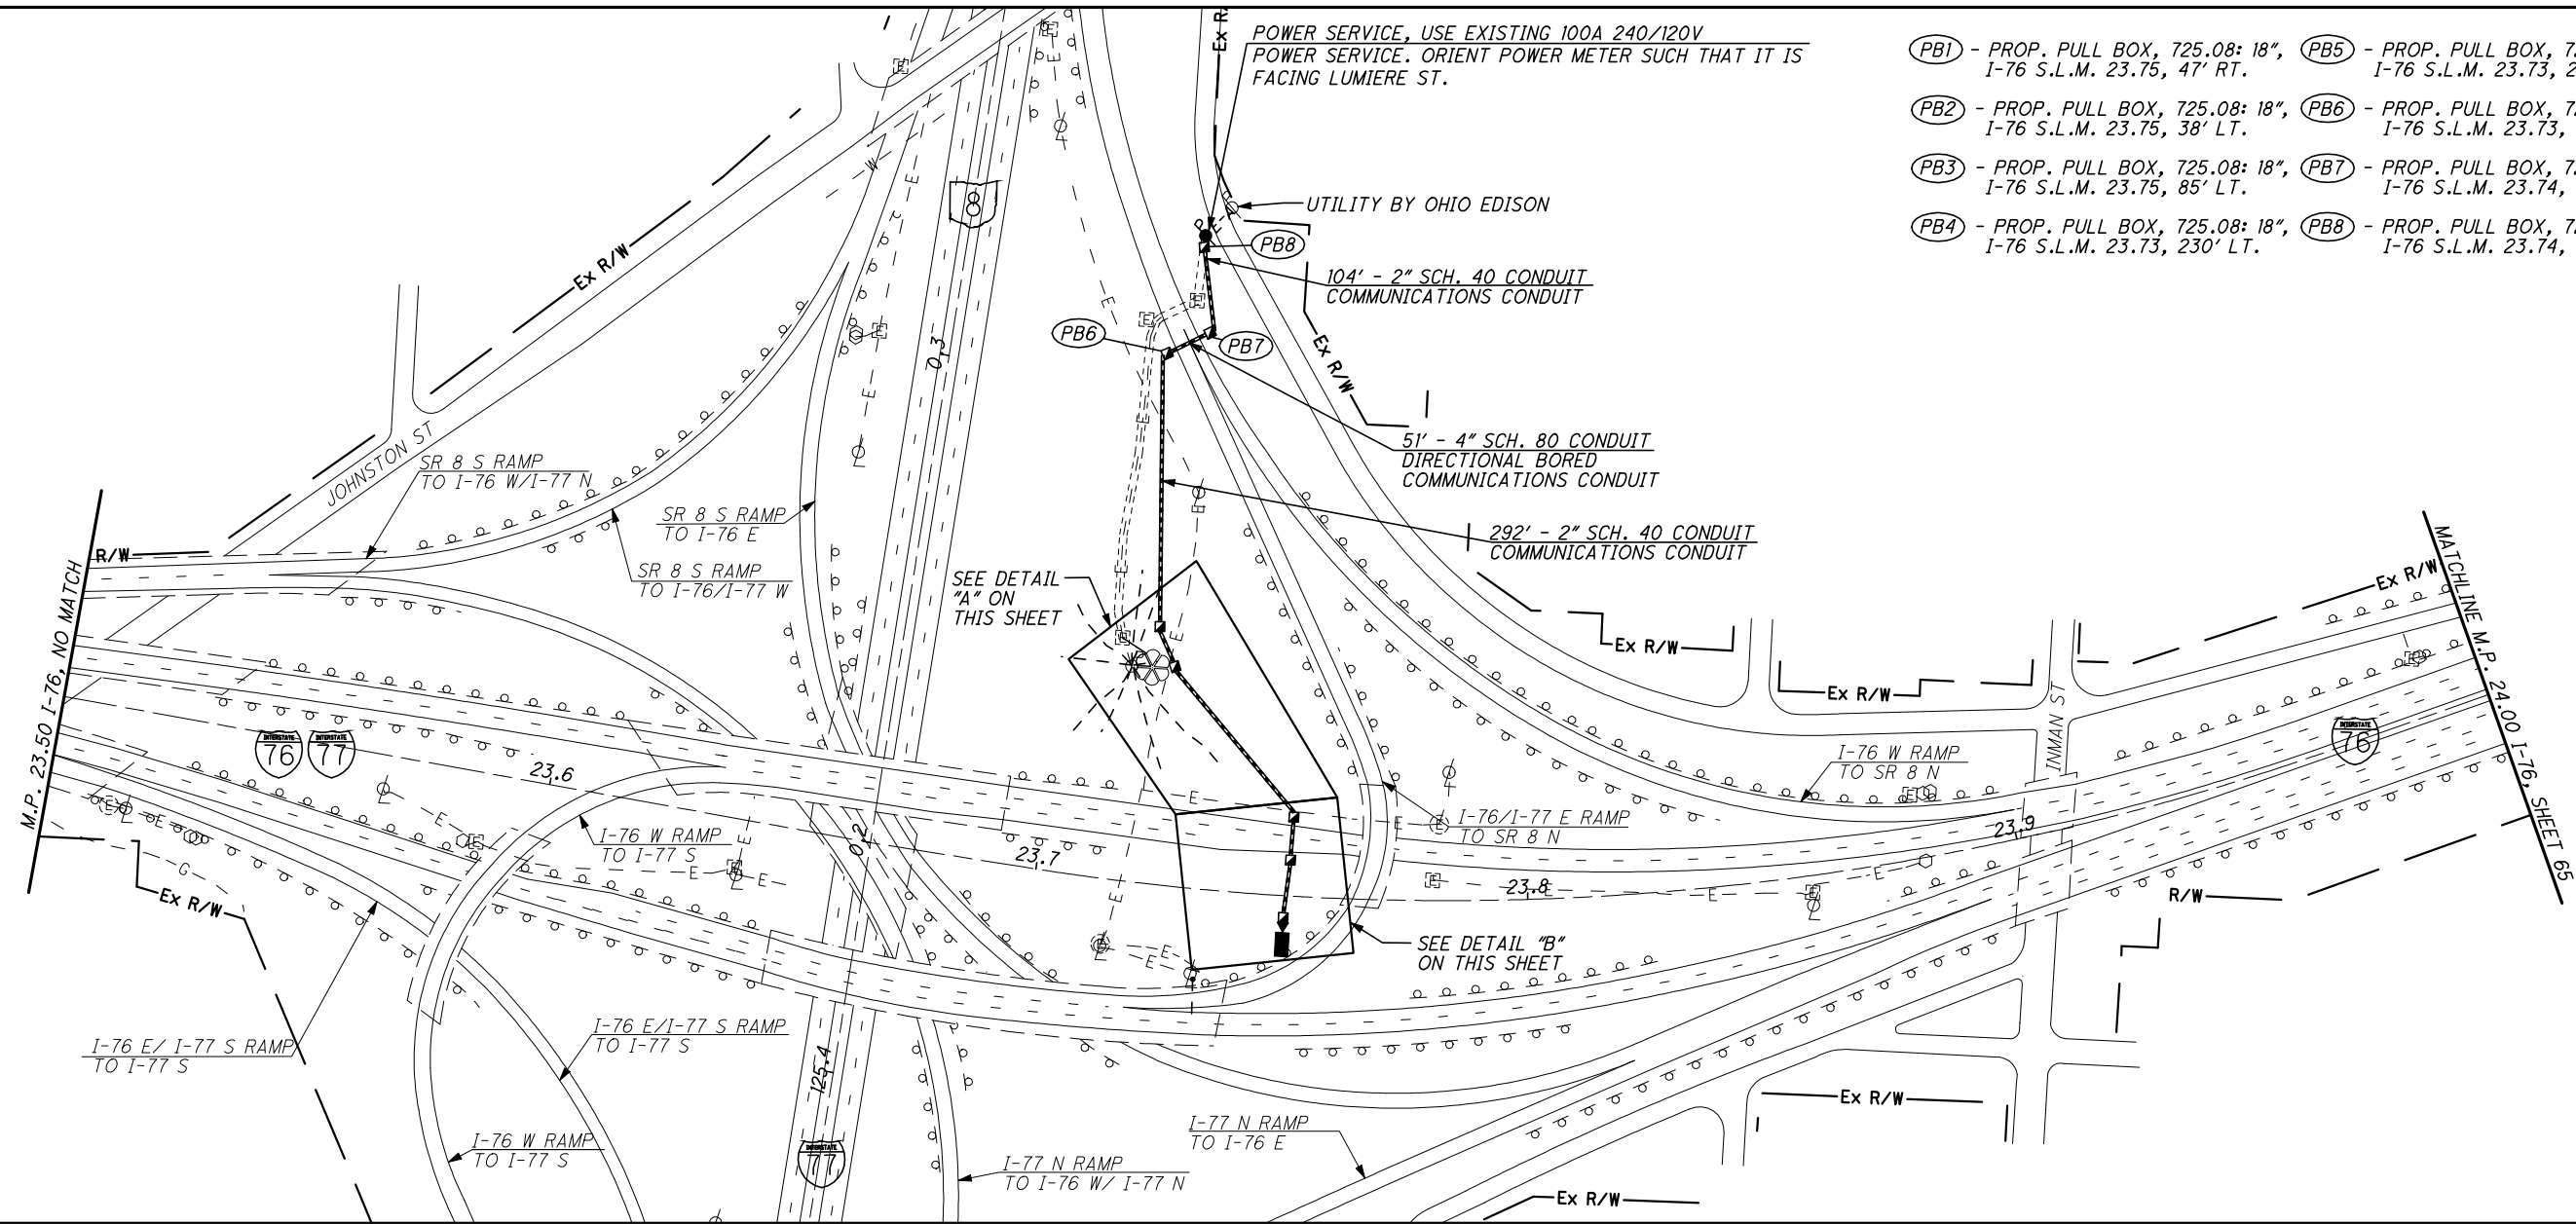 POWER SERVICE, USE EXISTING 100A 240/120V
POWER SERVICE. ORIENT POWER METER SUCH THAT IT IS
FACING LUMIERE ST.
PB1 - PROP. PULL BOX, 725.08: 18",
I-76 S.L.M. 23.75, 47' RT.
PB2 - PROP. PULL BOX, 725.08: 18",
I-76 S.L.M. 23.75, 38' LT.
PB3 - PROP. PULL BOX, 725.08: 18",
I-76 S.L.M. 23.75, 85' LT.
PB4 - PROP. PULL BOX, 725.08: 18",
I-76 S.L.M. 23.73, 230' LT.
PB5 - PROP. PULL BOX, 72
I-76 S.L.M. 23.73, 2
PB6 - PROP. PULL BOX, 72
I-76 S.L.M. 23.73,
PB7 - PROP. PULL BOX, 72
I-76 S.L.M. 23.74,
PB8 - PROP. PULL BOX, 72
I-76 S.L.M. 23.74,
Ex R/
8
UTILITY BY OHIO EDISON
PB8
Ex R/W
104' - 2" SCH. 40 CONDUIT
COMMUNICATIONS CONDUIT
PB6
PB7
0.3
Ex R/W
51' - 4" SCH. 80 CONDUIT
DIRECTIONAL BORED
COMMUNICATIONS CONDUIT
JOHNSTON ST
SR 8 S RAMP
TO I-76 W/I-77 N
SR 8 S RAMP
TO I-76 E
292' - 2" SCH. 40 CONDUIT
COMMUNICATIONS CONDUIT
R/W
SR 8 S RAMP
TO I-76/I-77 W
SEE DETAIL
"A" ON
THIS SHEET
M.P. 23.50 I-76, NO MATCH
MATCHLINE M.P. 24.00 I-76, SHEET 65
Ex R/W
Ex R/W
Ex R/W
INMAN ST
INTERSTATE
76
INTERSTATE
77
INTERSTATE
76
23.6
I-76 W RAMP
TO SR 8 N
I-76 W RAMP
TO I-77 S
0.2
23.7
I-76/I-77 E RAMP
TO SR 8 N
23.9
23.8
Ex R/W
R/W
SEE DETAIL "B"
ON THIS SHEET
I-76 E/ I-77 S RAMP
TO I-77 S
I-76 E/I-77 S RAMP
TO I-77 S
125.4
Ex R/W
I-76 W RAMP
TO I-77 S
INTERSTATE
77
I-77 N RAMP
TO I-76 W/ I-77 N
I-77 N RAMP
TO I-76 E
Ex R/W